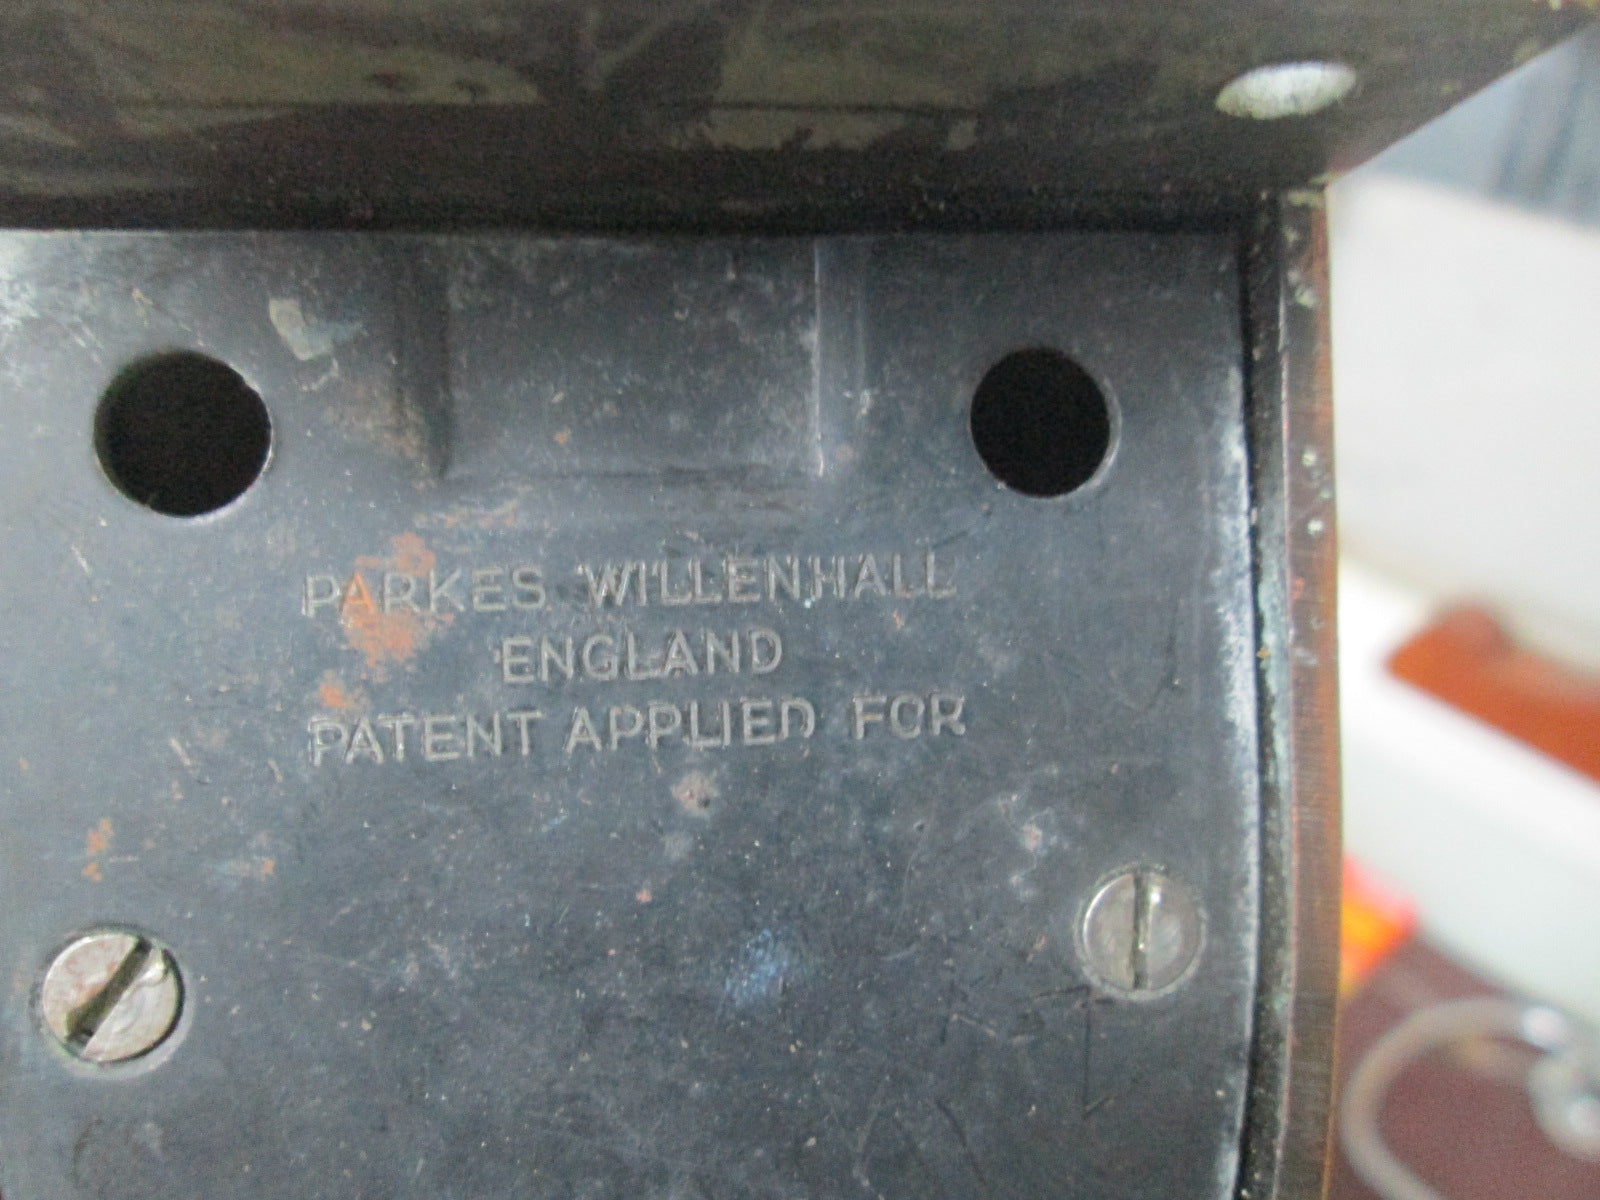 PARKES WILLENHALL
ENGLAND
PATENT APPLIED FOR